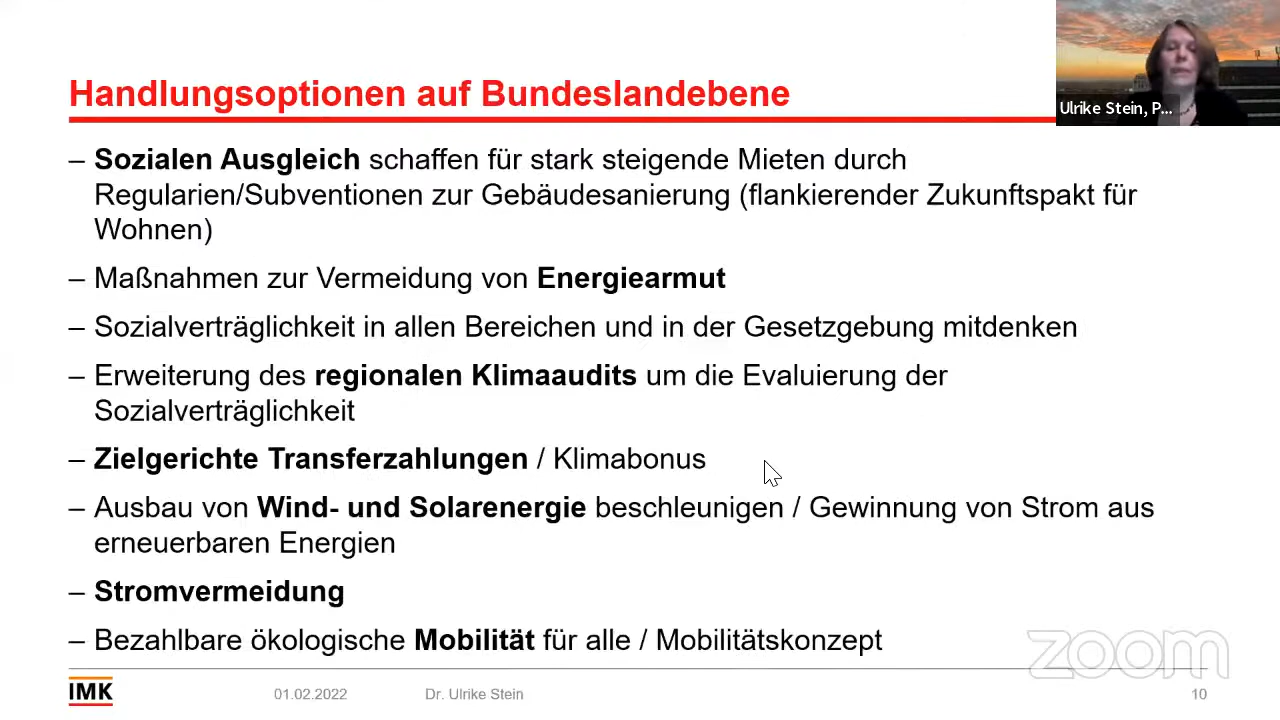 Handlungsoptionen auf Bundeslandebene
Ulrike Stein, P...
– Sozialen Ausgleich schaffen für stark steigende Mieten durch
Regularien/Subventionen zur Gebäudesanierung (flankierender Zukunftspakt für
Wohnen)
– Maßnahmen zur Vermeidung von Energiearmut
– Sozialverträglichkeit in allen Bereichen und in der Gesetzgebung mitdenken
– Erweiterung des regionalen Klimaaudits um die Evaluierung der
Sozialverträglichkeit
– Zielgerichte Transferzahlungen / Klimabonus
– Ausbau von Wind- und Solarenergie beschleunigen / Gewinnung von Strom aus
erneuerbaren Energien
– Stromvermeidung
– Bezahlbare ökologische Mobilität für alle / Mobilitätskonzept
zoom
IMK 01.02.2022 Dr. Ulrike Stein 10